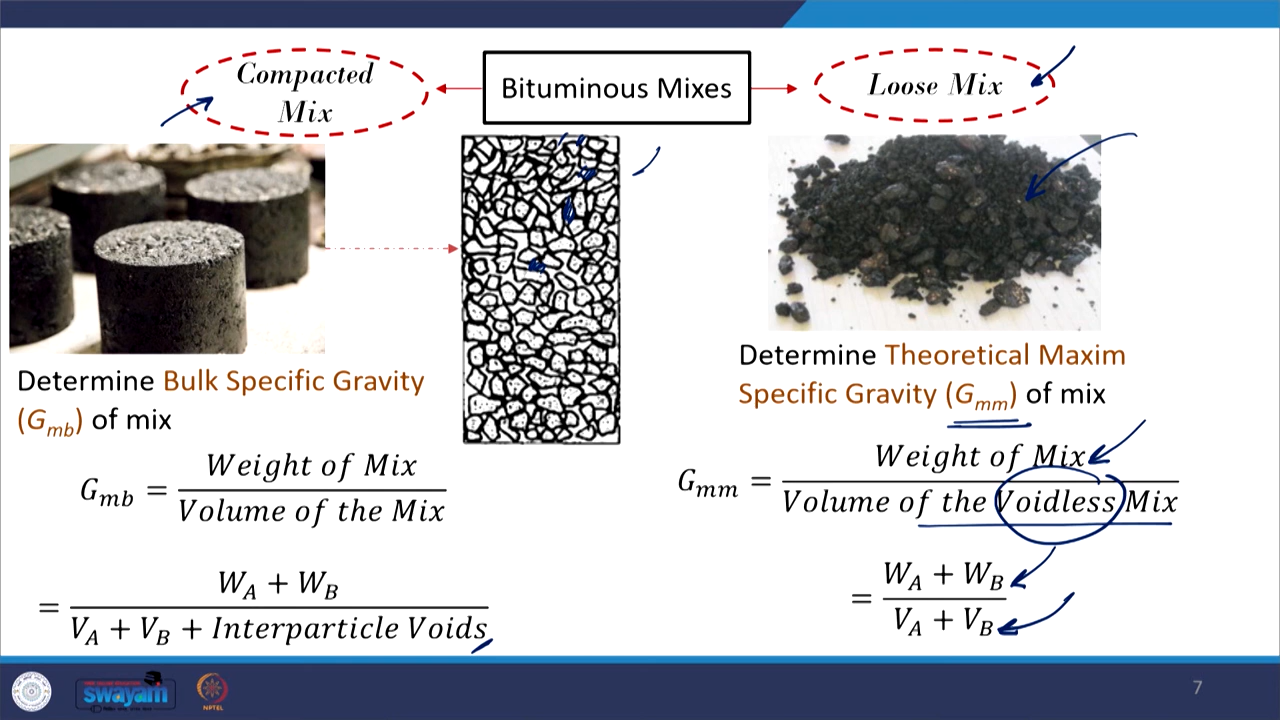 Compacted
Mix
Bituminous Mixes
Loose Mix
Determine Bulk Specific Gravity
(Gmb) of mix
Gmb = Weight of Mix / Volume of the Mix
= WA + WB / VA + VB + Interparticle Voids
Determine Theoretical Maxim
Specific Gravity (Gmm) of mix
Gmm = Weight of Mix / Volume of the Voidless Mix
= WA + WB / VA + VB
swayam
NPTEL
7